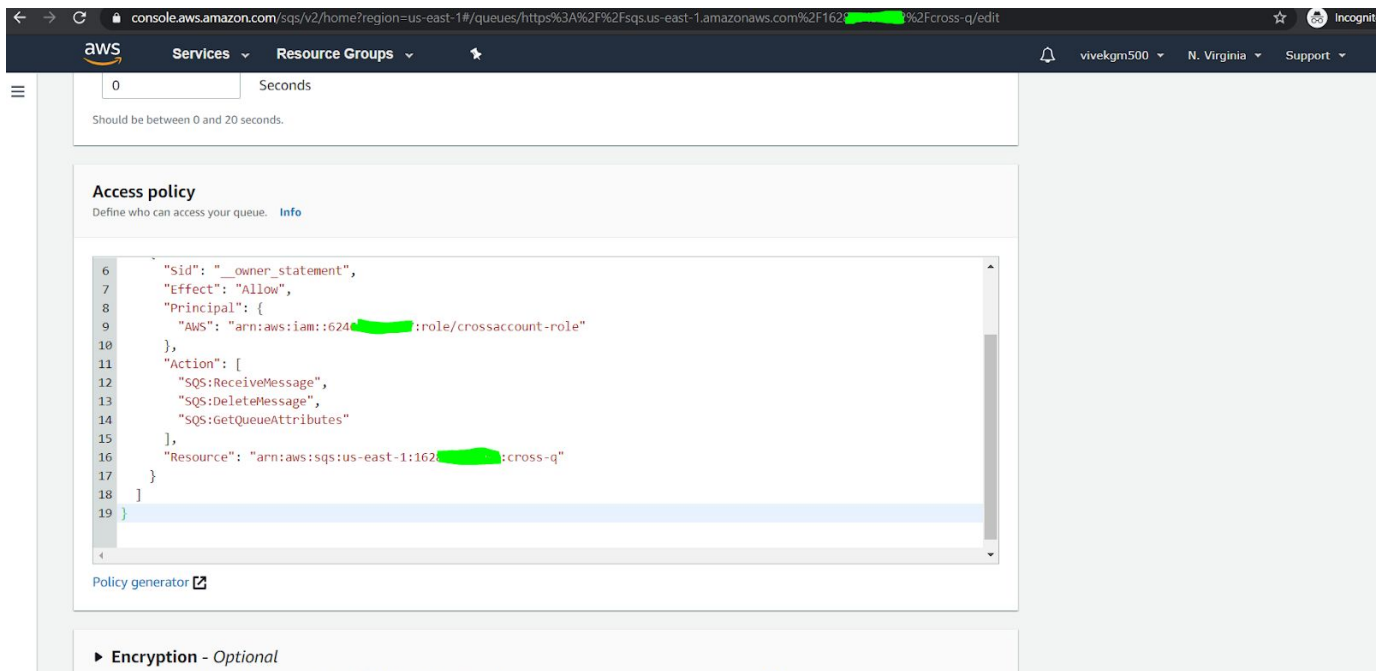 console.aws.amazon.com/sqs/v2/home?region=us-east-1#/queues/https%3A%2F%2Fsqs.us-east-1.amazonaws.com%2F162 %2Fcross-q/edit
Incognit
aws Services Resource Groups vivekgm500 N. Virginia Support
0 Seconds
Should be between 0 and 20 seconds.
Access policy
Define who can access your queue. Info
6 "Sid": "__owner_statement",
7 "Effect": "Allow",
8 "Principal": {
9 "AWS": "arn:aws:iam::624 :role/crossaccount-role"
10 },
11 "Action": [
12 "SQS:ReceiveMessage",
13 "SQS:DeleteMessage",
14 "SQS:GetQueueAttributes"
15 ],
16 "Resource": "arn:aws:sqs:us-east-1:162 :cross-q"
17 }
18 ]
19 }
Policy generator
Encryption - Optional